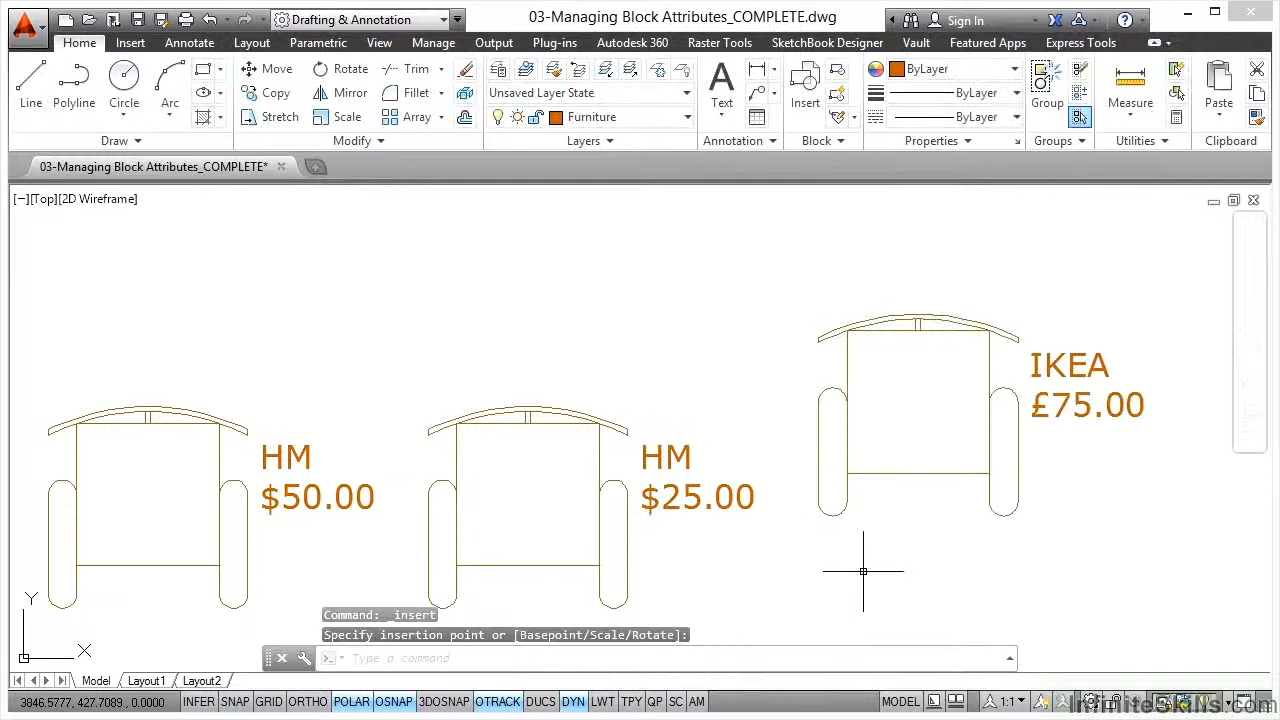 Drafting & Annotation
03-Managing Block Attributes_COMPLETE.dwg
Sign In
Home Insert Annotate Layout Parametric View Manage Output Plug-ins Autodesk 360 Raster Tools SketchBook Designer Vault Featured Apps Express Tools
Line Polyline Circle Arc
Move Rotate Trim
Copy Mirror Fillet
Stretch Scale Array
Unsaved Layer State
Furniture
Text
Insert
ByLayer
ByLayer
ByLayer
Group
Measure
Paste
Draw Modify Layers Annotation Block Properties Groups Utilities Clipboard
03-Managing Block Attributes_COMPLETE*
[−][Top][2D Wireframe]
IKEA
£75.00
HM
$50.00
HM
$25.00
Y
X
Command: _insert
Specify insertion point or [Basepoint/Scale/Rotate]:
Type a command
Model Layout1 Layout2
3846.5777, 427.7089, 0.0000 INFER SNAP GRID ORTHO POLAR OSNAP 3DOSNAP OTRACK DUCS DYN LWT TPY QP SC AM MODEL 1:1
InfiniteSkills.com